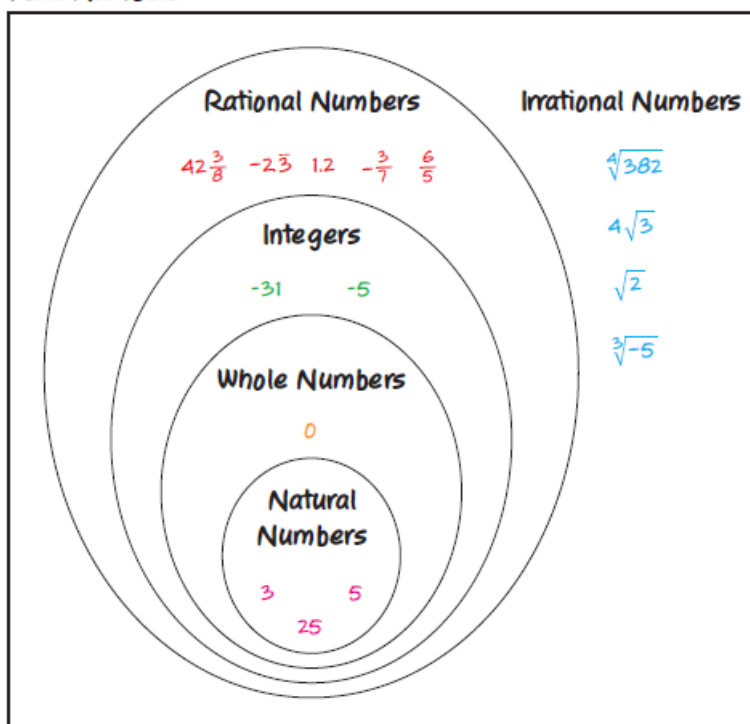 Rational Numbers
Irrational Numbers
42 3/8 -2.3̅ 1.2 -3/7 6/5
∜382
4√3
√2
∛-5
Integers
-31 -5
Whole Numbers
0
Natural
Numbers
3 5
25